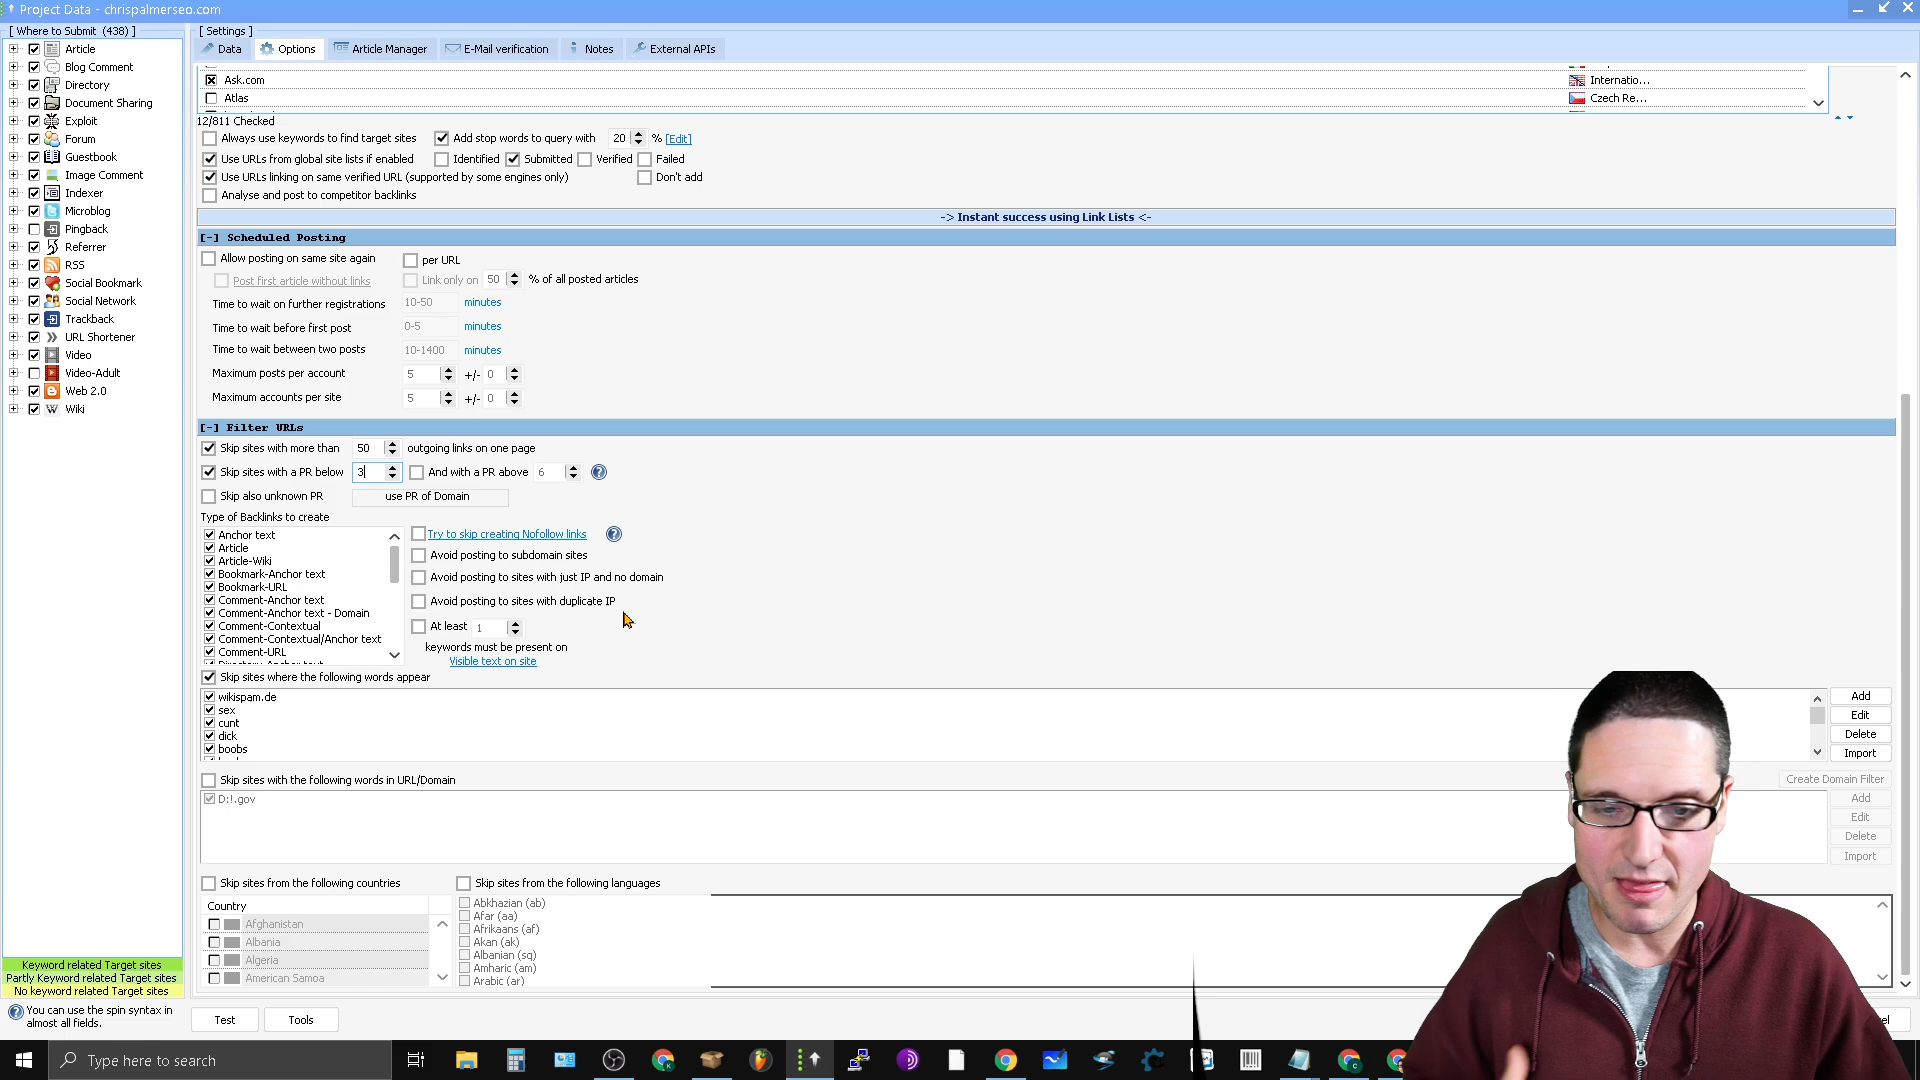 Project Data - chrispalmerseo.com
[ Where to Submit (438) ]
Article
Blog Comment
Directory
Document Sharing
Exploit
Forum
Guestbook
Image Comment
Indexer
Microblog
Pingback
Referrer
RSS
Social Bookmark
Social Network
Trackback
URL Shortener
Video
Video-Adult
Web 2.0
Wiki
Keyword related Target sites
Partly Keyword related Target sites
No keyword related Target sites
You can use the spin syntax in
almost all fields.
[ Settings ]
Data Options Article Manager E-Mail verification Notes External APIs
Ask.com Internatio...
Atlas Czech Re...
12/811 Checked
Always use keywords to find target sites Add stop words to query with 20 % [Edit]
Use URLs from global site lists if enabled Identified Submitted Verified Failed
Use URLs linking on same verified URL (supported by some engines only) Don't add
Analyse and post to competitor backlinks
-> Instant success using Link Lists <-
[-] Scheduled Posting
Allow posting on same site again per URL
Post first article without links Link only on 50 % of all posted articles
Time to wait on further registrations 10-50 minutes
Time to wait before first post 0-5 minutes
Time to wait between two posts 10-1400 minutes
Maximum posts per account 5 +/- 0
Maximum accounts per site 5 +/- 0
[-] Filter URLs
Skip sites with more than 50 outgoing links on one page
Skip sites with a PR below 3 And with a PR above 6
Skip also unknown PR use PR of Domain
Type of Backlinks to create
Anchor text
Article
Article-Wiki
Bookmark-Anchor text
Bookmark-URL
Comment-Anchor text
Comment-Anchor text - Domain
Comment-Contextual
Comment-Contextual/Anchor text
Comment-URL
Directory-Anchor text
Try to skip creating Nofollow links
Avoid posting to subdomain sites
Avoid posting to sites with just IP and no domain
Avoid posting to sites with duplicate IP
At least 1
keywords must be present on
Visible text on site
Skip sites where the following words appear
wikispam.de
sex
cunt
dick
boobs
Add
Edit
Delete
Import
Skip sites with the following words in URL/Domain
Create Domain Filter
D:!.gov
Add
Edit
Delete
Import
Skip sites from the following countries
Country
Afghanistan
Albania
Algeria
American Samoa
Skip sites from the following languages
Abkhazian (ab)
Afar (aa)
Afrikaans (af)
Akan (ak)
Albanian (sq)
Amharic (am)
Arabic (ar)
Test Tools
Type here to search